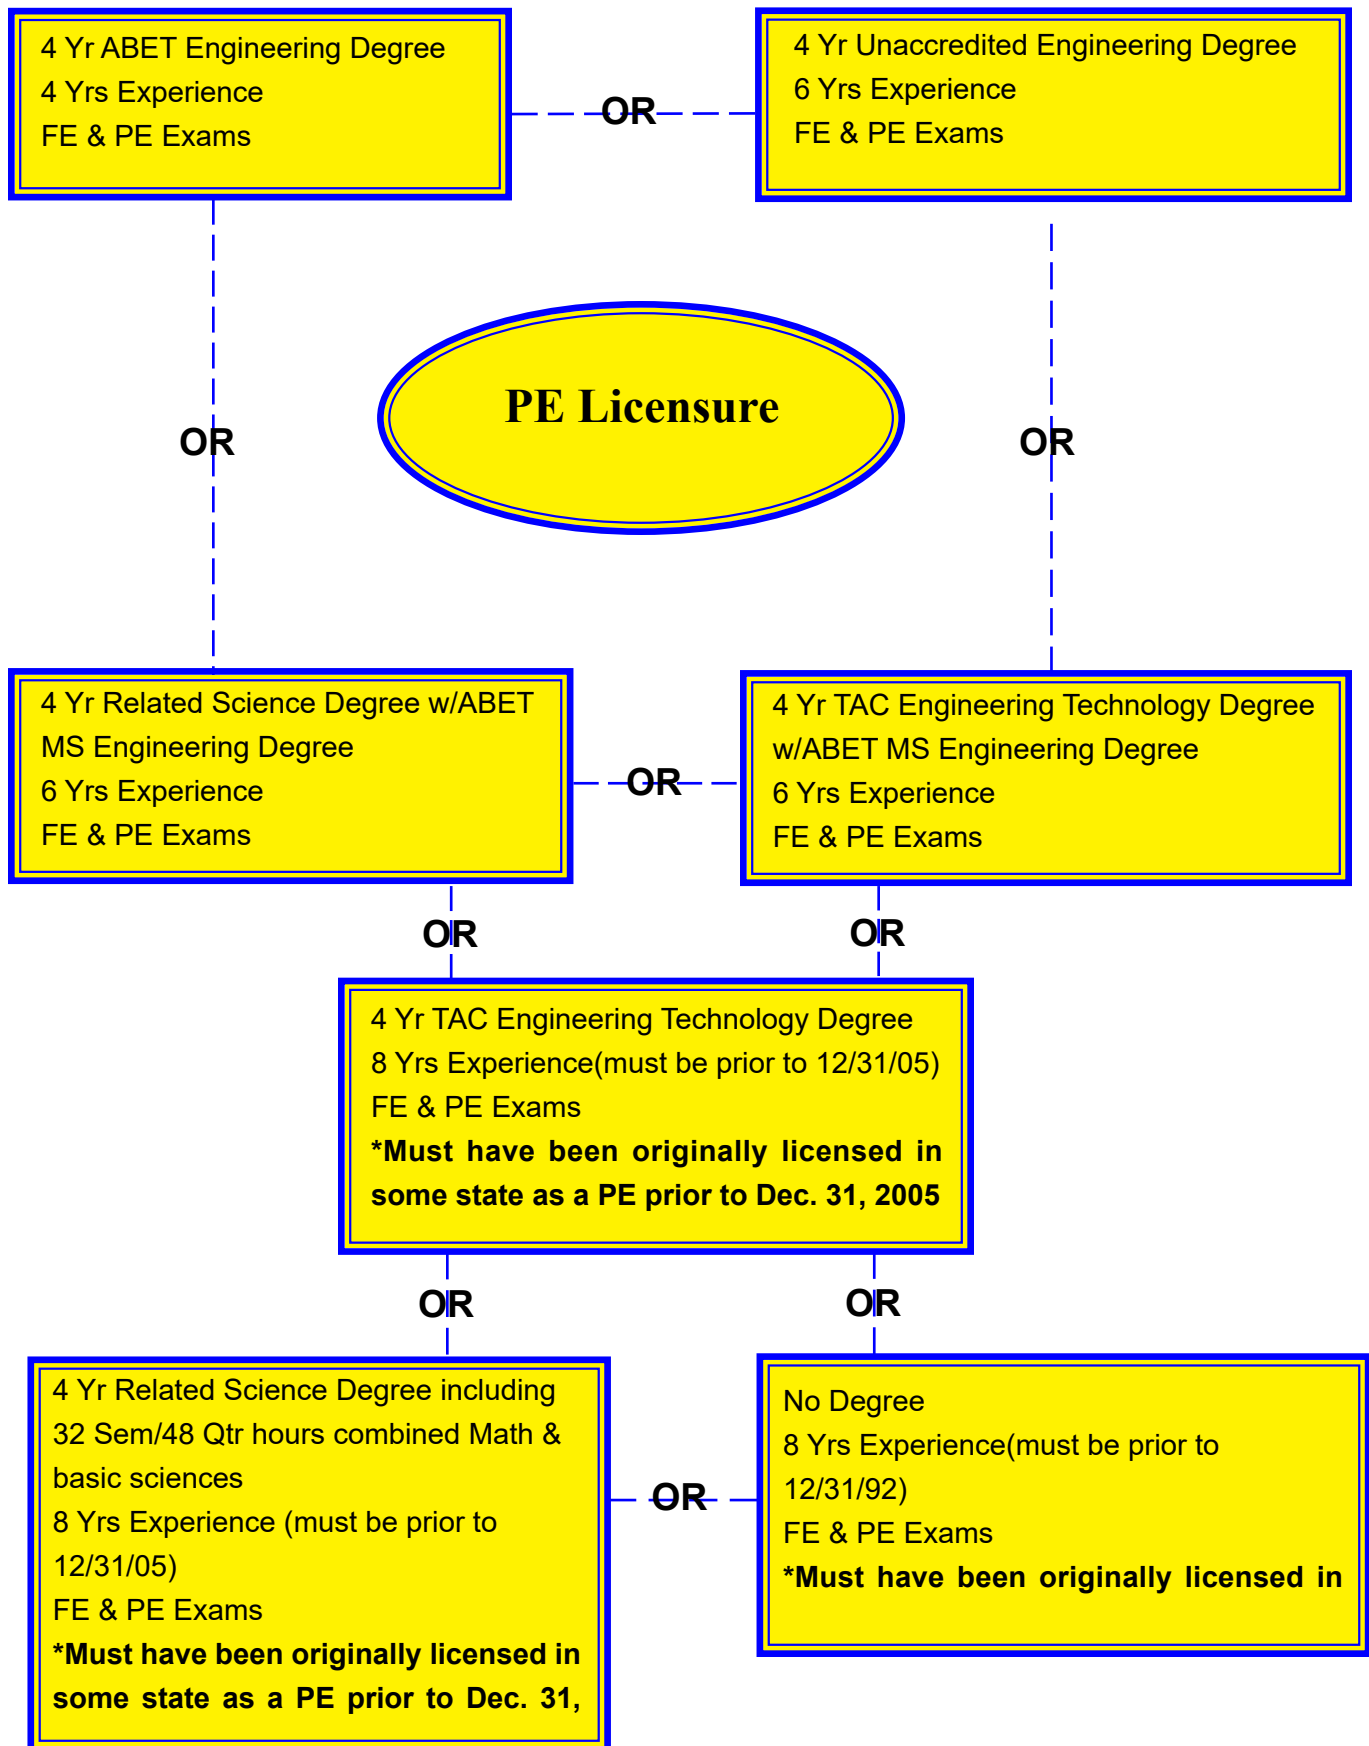 4 Yr ABET Engineering Degree
4 Yrs Experience
FE & PE Exams
OR
4 Yr Unaccredited Engineering Degree
6 Yrs Experience
FE & PE Exams
PE Licensure
OR
OR
4 Yr Related Science Degree w/ABET
MS Engineering Degree
6 Yrs Experience
FE & PE Exams
OR
4 Yr TAC Engineering Technology Degree
w/ABET MS Engineering Degree
6 Yrs Experience
FE & PE Exams
OR
OR
4 Yr TAC Engineering Technology Degree
8 Yrs Experience(must be prior to 12/31/05)
FE & PE Exams
*Must have been originally licensed in
some state as a PE prior to Dec. 31, 2005
OR
OR
4 Yr Related Science Degree including
32 Sem/48 Qtr hours combined Math &
basic sciences
8 Yrs Experience (must be prior to
12/31/05)
FE & PE Exams
*Must have been originally licensed in
some state as a PE prior to Dec. 31,
OR
No Degree
8 Yrs Experience(must be prior to
12/31/92)
FE & PE Exams
*Must have been originally licensed in